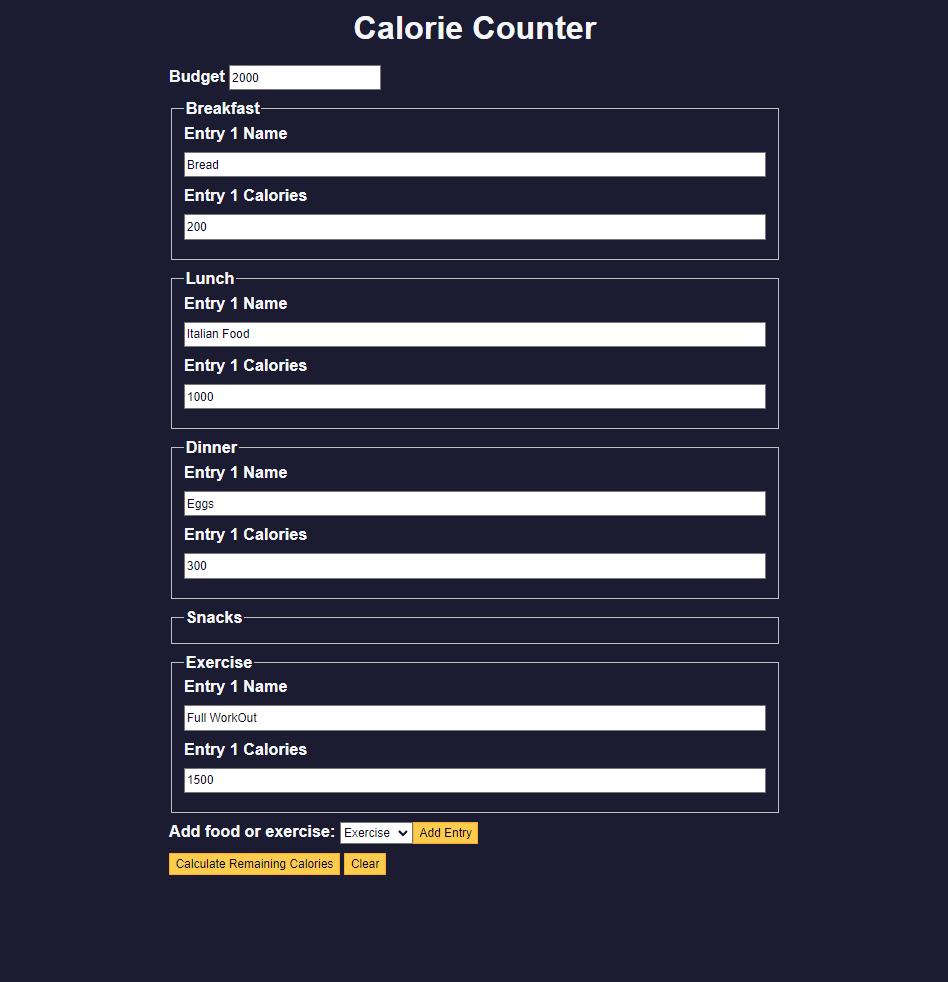 Calorie Counter
Budget 2000
Breakfast
Entry 1 Name
Bread
Entry 1 Calories
200
Lunch
Entry 1 Name
Italian Food
Entry 1 Calories
1000
Dinner
Entry 1 Name
Eggs
Entry 1 Calories
300
Snacks
Exercise
Entry 1 Name
Full WorkOut
Entry 1 Calories
1500
Add food or exercise: Exercise Add Entry
Calculate Remaining Calories Clear